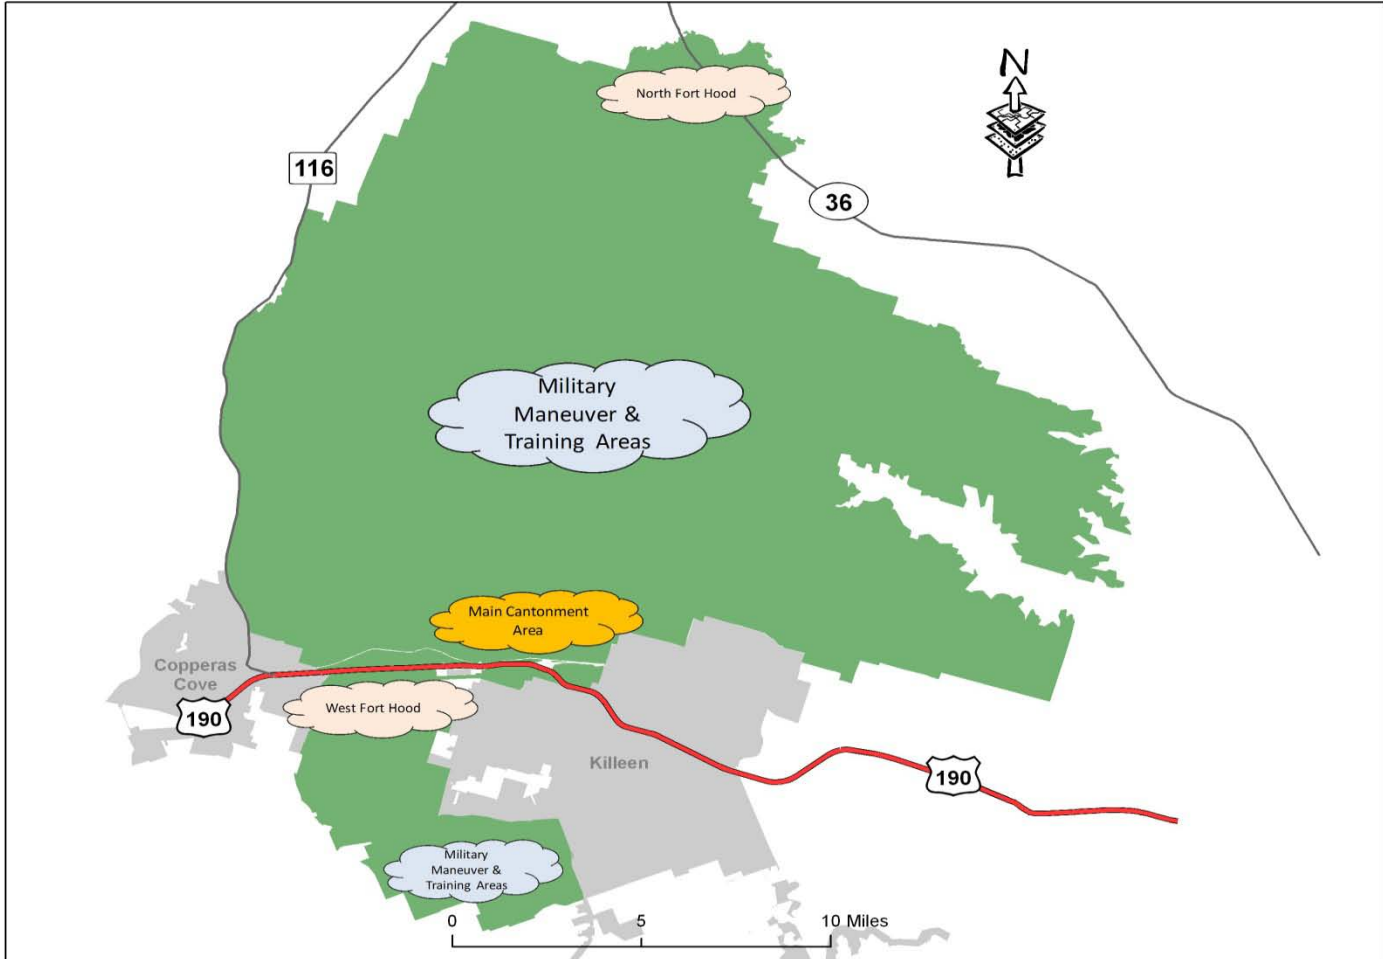 North Fort Hood
N
116
36
Military
Maneuver &
Training Areas
Main Cantonment
Area
Copperas
Cove
190
West Fort Hood
Killeen
190
Military
Maneuver &
Training Areas
0 5 10 Miles